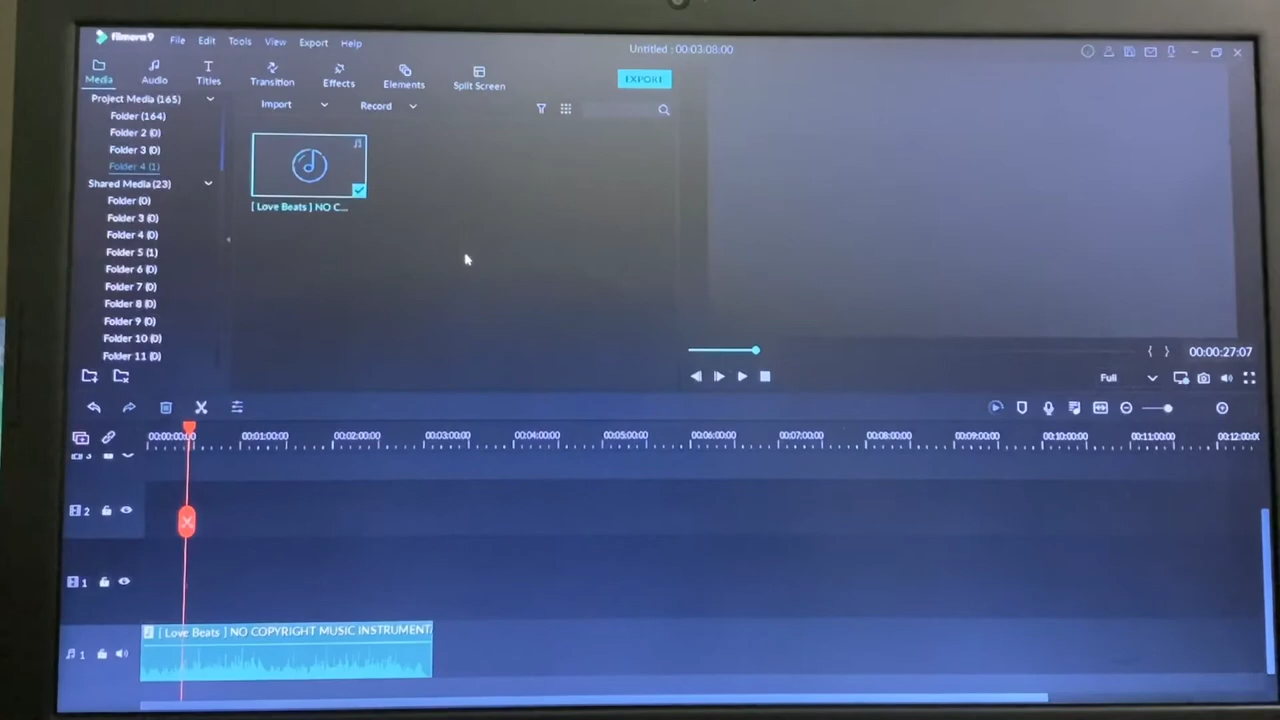 filmora9 File Edit Tools View Export Help
Untitled : 00:03:08:00
Media Audio Titles Transition Effects Elements Split Screen
EXPORT
Project Media (165)
Folder (164)
Folder 2 (0)
Folder 3 (0)
Folder 4 (1)
Shared Media (23)
Folder (0)
Folder 3 (0)
Folder 4 (0)
Folder 5 (1)
Folder 6 (0)
Folder 7 (0)
Folder 8 (0)
Folder 9 (0)
Folder 10 (0)
Folder 11 (0)
Import Record
[ Love Beats ] NO C...
{ } 00:00:27:07
Full
00:00:00:00 00:01:00:00 00:02:00:00 00:03:00:00 00:04:00:00 00:05:00:00 00:06:00:00 00:07:00:00 00:08:00:00 00:09:00:00 00:10:00:00 00:11:00:00 00:12:00:0
3
2
1
[ Love Beats ] NO COPYRIGHT MUSIC INSTRUMENT
1